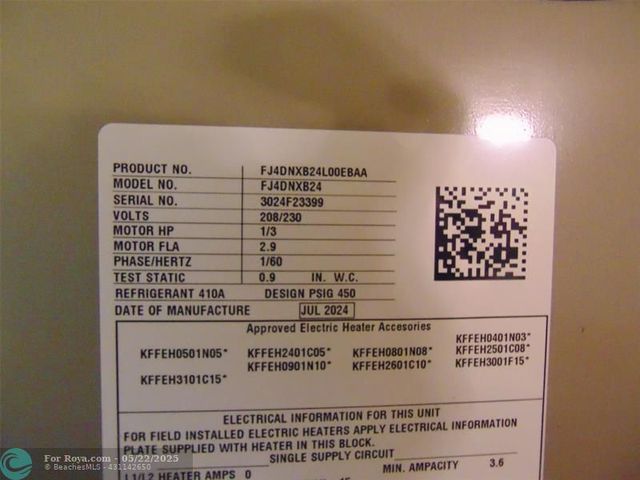 PRODUCT NO. FJ4DNXB24L00EBAA
MODEL NO. FJ4DNXB24
SERIAL NO. 3024F23399
VOLTS 208/230
MOTOR HP 1/3
MOTOR FLA 2.9
PHASE/HERTZ 1/60
TEST STATIC 0.9 IN. W.C.
REFRIGERANT 410A DESIGN PSIG 450
DATE OF MANUFACTURE JUL 2024
Approved Electric Heater Accesories
KFFEH0401N03*
KFFEH0501N05* KFFEH2401C05* KFFEH0801N08* KFFEH2501C08*
KFFEH0901N10* KFFEH2601C10* KFFEH3001F15*
KFFEH3101C15*
ELECTRICAL INFORMATION FOR THIS UNIT
FOR FIELD INSTALLED ELECTRIC HEATERS APPLY ELECTRICAL INFORMATION
PLATE SUPPLIED WITH HEATER IN THIS BLOCK.
SINGLE SUPPLY CIRCUIT
L1/L2 HEATER AMPS 0 MIN. AMPACITY 3.6
For Roya.com 05/22/2025
© BeachesMLS - 431142650